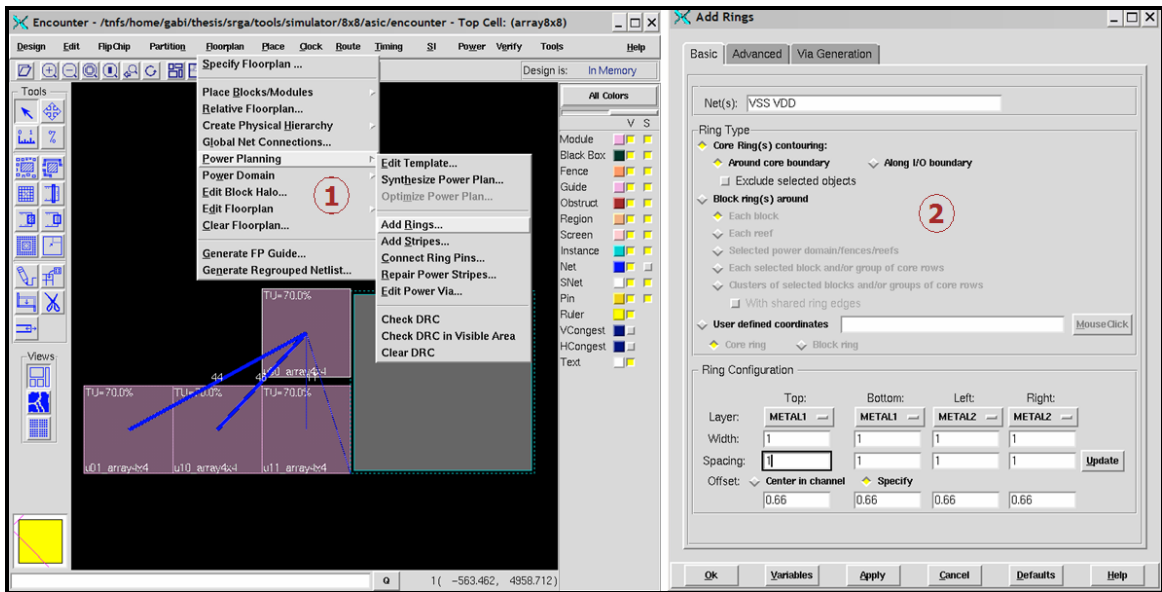 Encounter - /tnfs/home/gabi/thesis/srga/tools/simulator/8x8/asic/encounter - Top Cell: (array8x8)
Design Edit FlipChip Partition Floorplan Place Clock Route Timing SI Power Verify Tools Help
Design is: In Memory
Tools
Specify Floorplan ...
Place Blocks/Modules
Relative Floorplan...
Create Physical Hierarchy
Global Net Connections...
Power Planning
Power Domain
Edit Block Halo...
Edit Floorplan
Clear Floorplan...
Generate FP Guide...
Generate Regrouped Netlist...
1
Edit Template...
Synthesize Power Plan...
Optimize Power Plan...
Add Rings...
Add Stripes...
Connect Ring Pins...
Repair Power Stripes...
Edit Power Via...
Check DRC
Check DRC in Visible Area
Clear DRC
All Colors
V S
Module
Black Box
Fence
Guide
Obstruct
Region
Screen
Instance
Net
SNet
Pin
Ruler
VCongest
HCongest
Text
Views
TU=70.0%
44
TU=70.0% TU=70.0% TU=70.0%
u01 array4x4 u10 array4x4 u11 array4x4
Q 1( -563.462, 4958.712)
Add Rings
Basic Advanced Via Generation
Net(s): VSS VDD
Ring Type
Core Ring(s) contouring:
Around core boundary Along I/O boundary
Exclude selected objects
Block ring(s) around
Each block
Each reef
Selected power domain/fences/reefs
Each selected block and/or group of core rows
Clusters of selected blocks and/or groups of core rows
With shared ring edges
User defined coordinates MouseClick
Core ring Block ring
2
Ring Configuration
Top: Bottom: Left: Right:
Layer: METAL1 METAL1 METAL2 METAL2
Width: 1 1 1 1
Spacing: 1 1 1 1 Update
Offset: Center in channel Specify
0.66 0.66 0.66 0.66
Ok Variables Apply Cancel Defaults Help